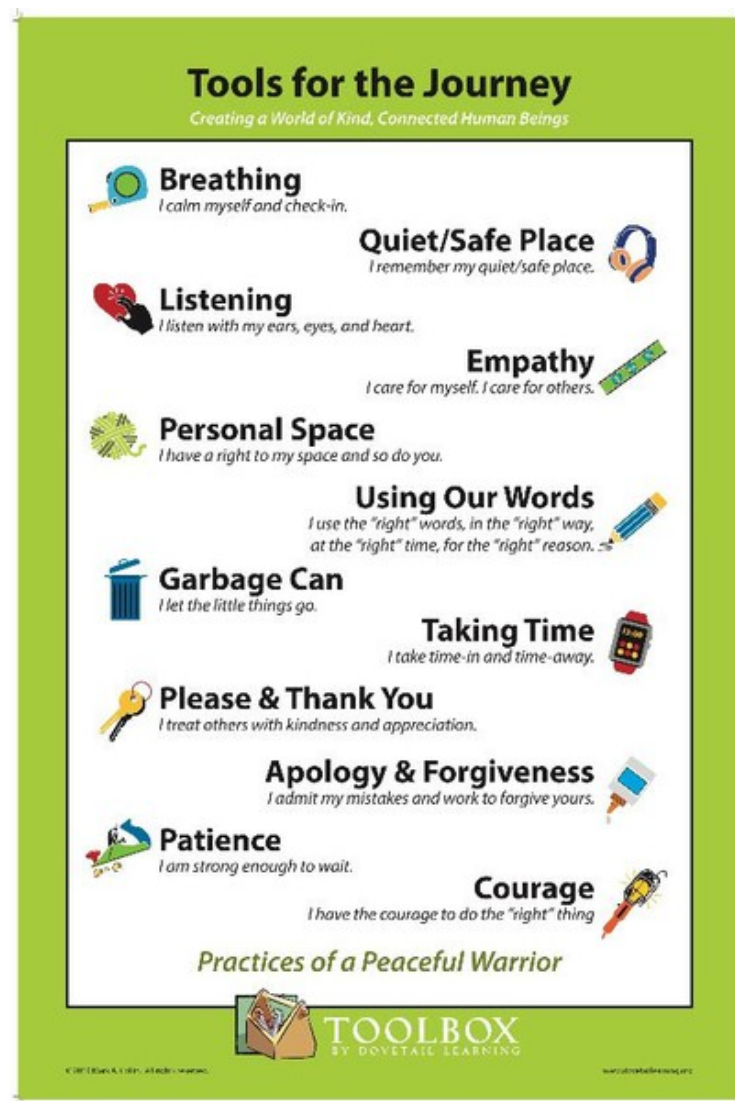 Tools for the Journey
Creating a World of Kind, Connected Human Beings
Breathing
I calm myself and check-in.
Quiet/Safe Place
I remember my quiet/safe place.
Listening
I listen with my ears, eyes, and heart.
Empathy
I care for myself. I care for others.
Personal Space
I have a right to my space and so do you.
Using Our Words
I use the "right" words, in the "right" way,
at the "right" time, for the "right" reason.
Garbage Can
I let the little things go.
Taking Time
I take time-in and time-away.
Please & Thank You
I treat others with kindness and appreciation.
Apology & Forgiveness
I admit my mistakes and work to forgive yours.
Patience
I am strong enough to wait.
Courage
I have the courage to do the "right" thing
Practices of a Peaceful Warrior
TOOLBOX
BY DOVETAIL LEARNING